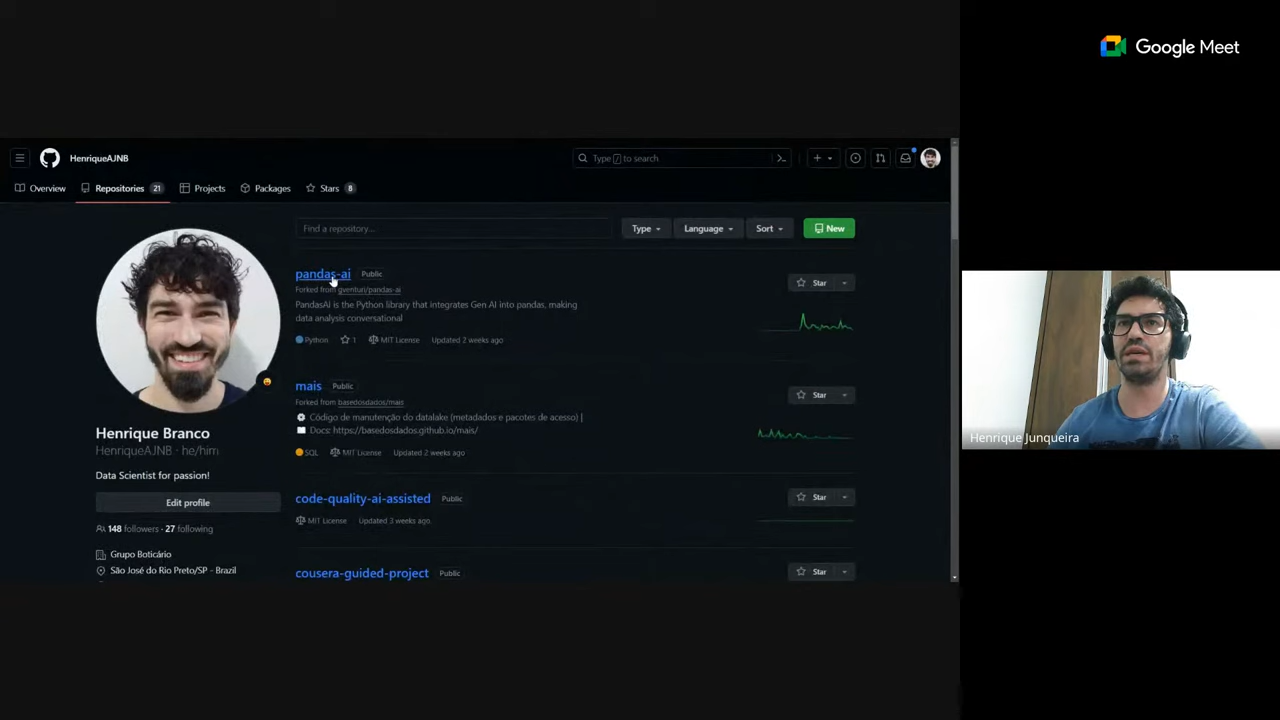 Google Meet
HenriqueAJNB
Type / to search
Overview
Repositories 21
Projects
Packages
Stars 8
Find a repository...
Type
Language
Sort
New
pandas-ai Public
Forked from gventuri/pandas-ai
PandasAI is the Python library that integrates Gen AI into pandas, making
data analysis conversational
Python 1 MIT License Updated 2 weeks ago
Star
mais Public
Forked from basedosdados/mais
Código de manutenção do datalake (metadados e pacotes de acesso) |
Docs: https://basedosdados.github.io/mais/
SQL MIT License Updated 2 weeks ago
Star
code-quality-ai-assisted Public
MIT License Updated 3 weeks ago
Star
cousera-guided-project Public
Star
Henrique Branco
HenriqueAJNB · he/him
Data Scientist for passion!
Edit profile
148 followers · 27 following
Grupo Boticário
São José do Rio Preto/SP - Brazil
Henrique Junqueira